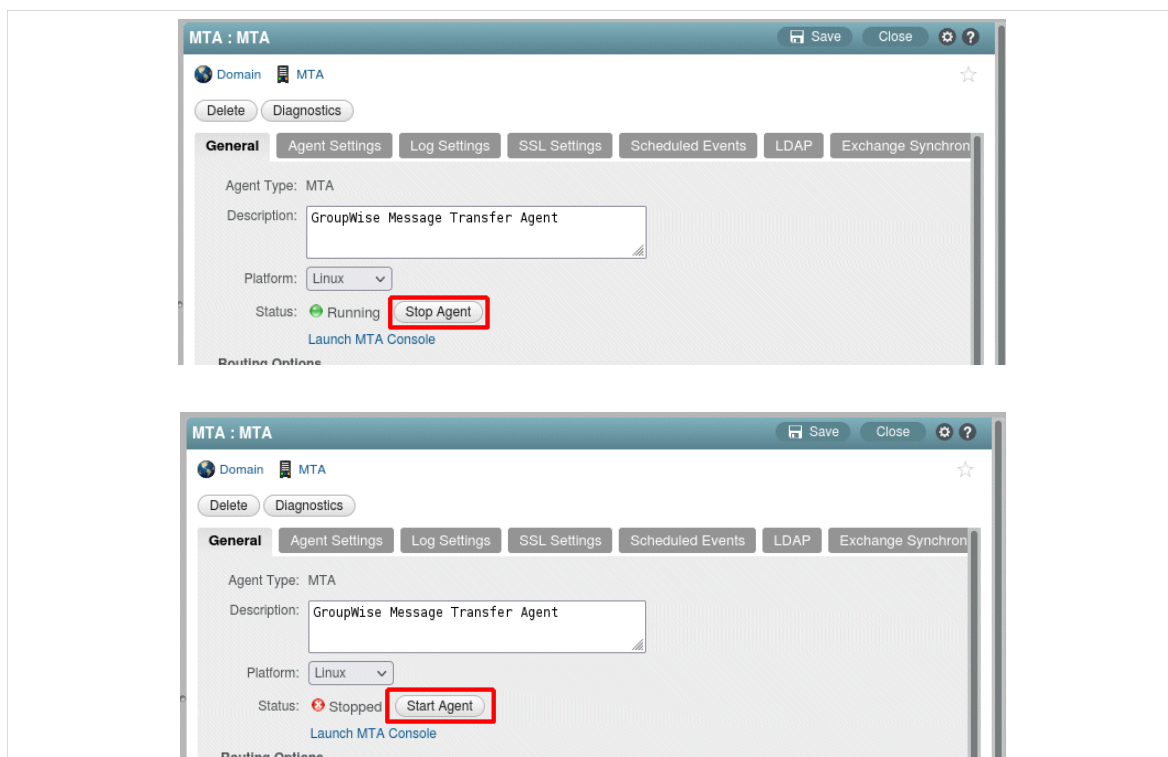 MTA : MTA Save Close ?
Domain MTA
Delete Diagnostics
General Agent Settings Log Settings SSL Settings Scheduled Events LDAP Exchange Synchron
Agent Type: MTA
Description: GroupWise Message Transfer Agent
Platform: Linux
Status: Running Stop Agent
Launch MTA Console
Routing Options
MTA : MTA Save Close ?
Domain MTA
Delete Diagnostics
General Agent Settings Log Settings SSL Settings Scheduled Events LDAP Exchange Synchron
Agent Type: MTA
Description: GroupWise Message Transfer Agent
Platform: Linux
Status: Stopped Start Agent
Launch MTA Console
Routing Options